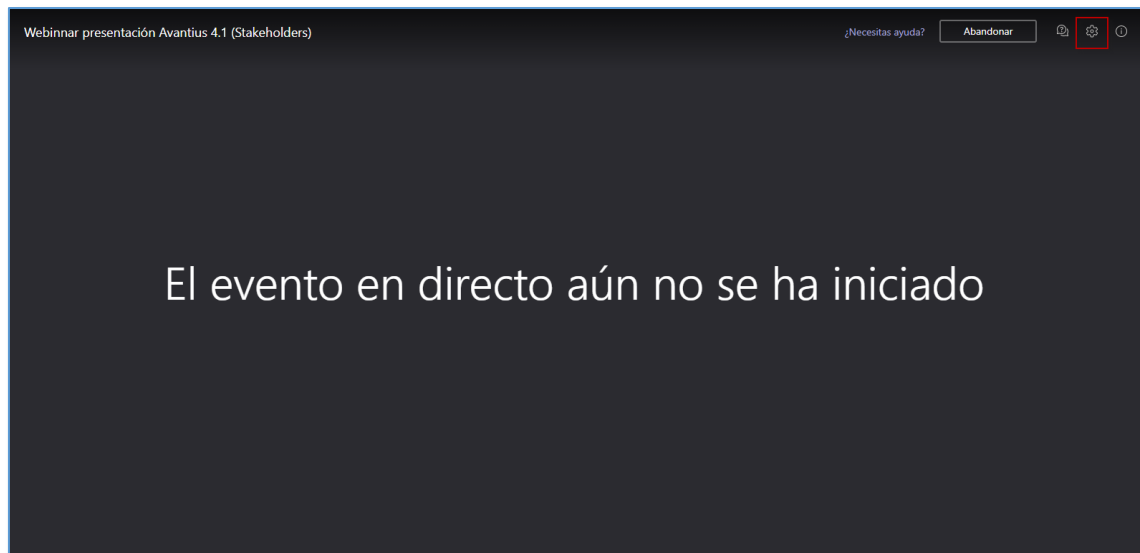 Webinnar presentación Avantius 4.1 (Stakeholders)
¿Necesitas ayuda?
Abandonar
El evento en directo aún no se ha iniciado